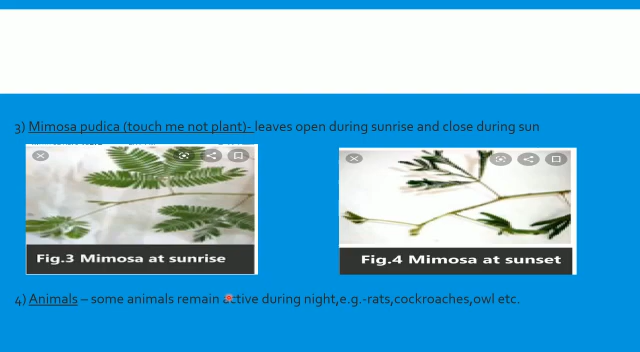 3) Mimosa pudica (touch me not plant)- leaves open during sunrise and close during sun
Fig.3 Mimosa at sunrise
Fig.4 Mimosa at sunset
4) Animals – some animals remain active during night,e.g.-rats,cockroaches,owl etc.